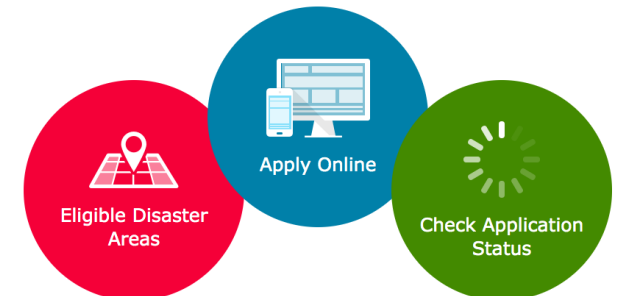 Eligible Disaster
Areas
Apply Online
Check Application
Status